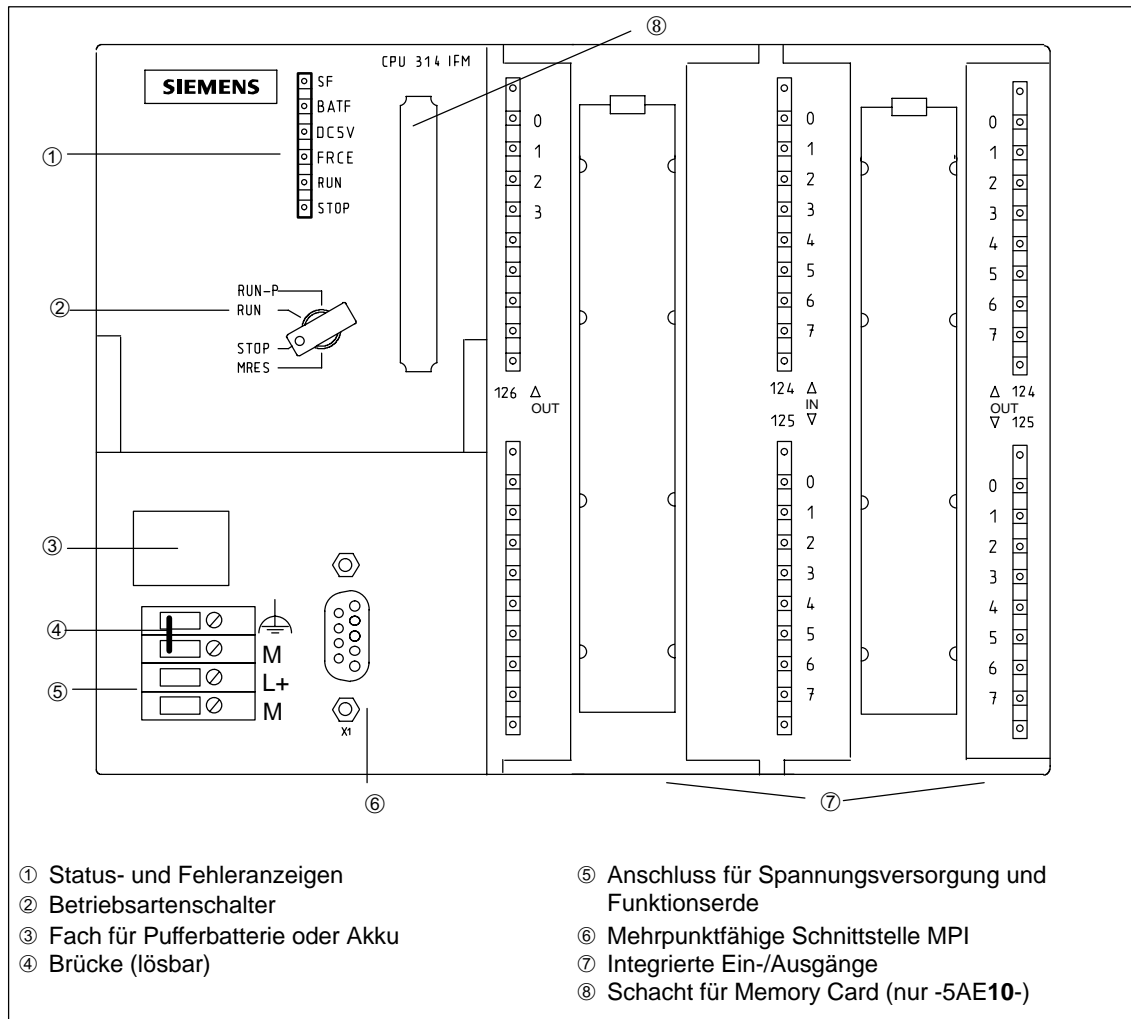 ⑧
CPU 314 IFM
SIEMENS
SF
BATF
DC5V
FRCE
RUN
STOP
①
RUN-P
② RUN
STOP
MRES
0
1
2
3
126 Δ
OUT
0
1
2
3
4
5
6
7
124 Δ
IN
125 ∇
0
1
2
3
4
5
6
7
0
1
2
3
4
5
6
7
Δ 124
OUT
∇ 125
0
1
2
3
4
5
6
7
③
④
⑤
M
L+
M
X1
⑥
⑦
① Status- und Fehleranzeigen
② Betriebsartenschalter
③ Fach für Pufferbatterie oder Akku
④ Brücke (lösbar)
⑤ Anschluss für Spannungsversorgung und
Funktionserde
⑥ Mehrpunktfähige Schnittstelle MPI
⑦ Integrierte Ein-/Ausgänge
⑧ Schacht für Memory Card (nur -5AE10-)